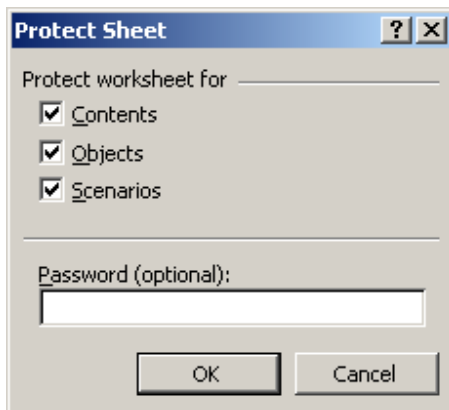 Protect Sheet
Protect worksheet for
Contents
Objects
Scenarios
Password (optional):
OK Cancel